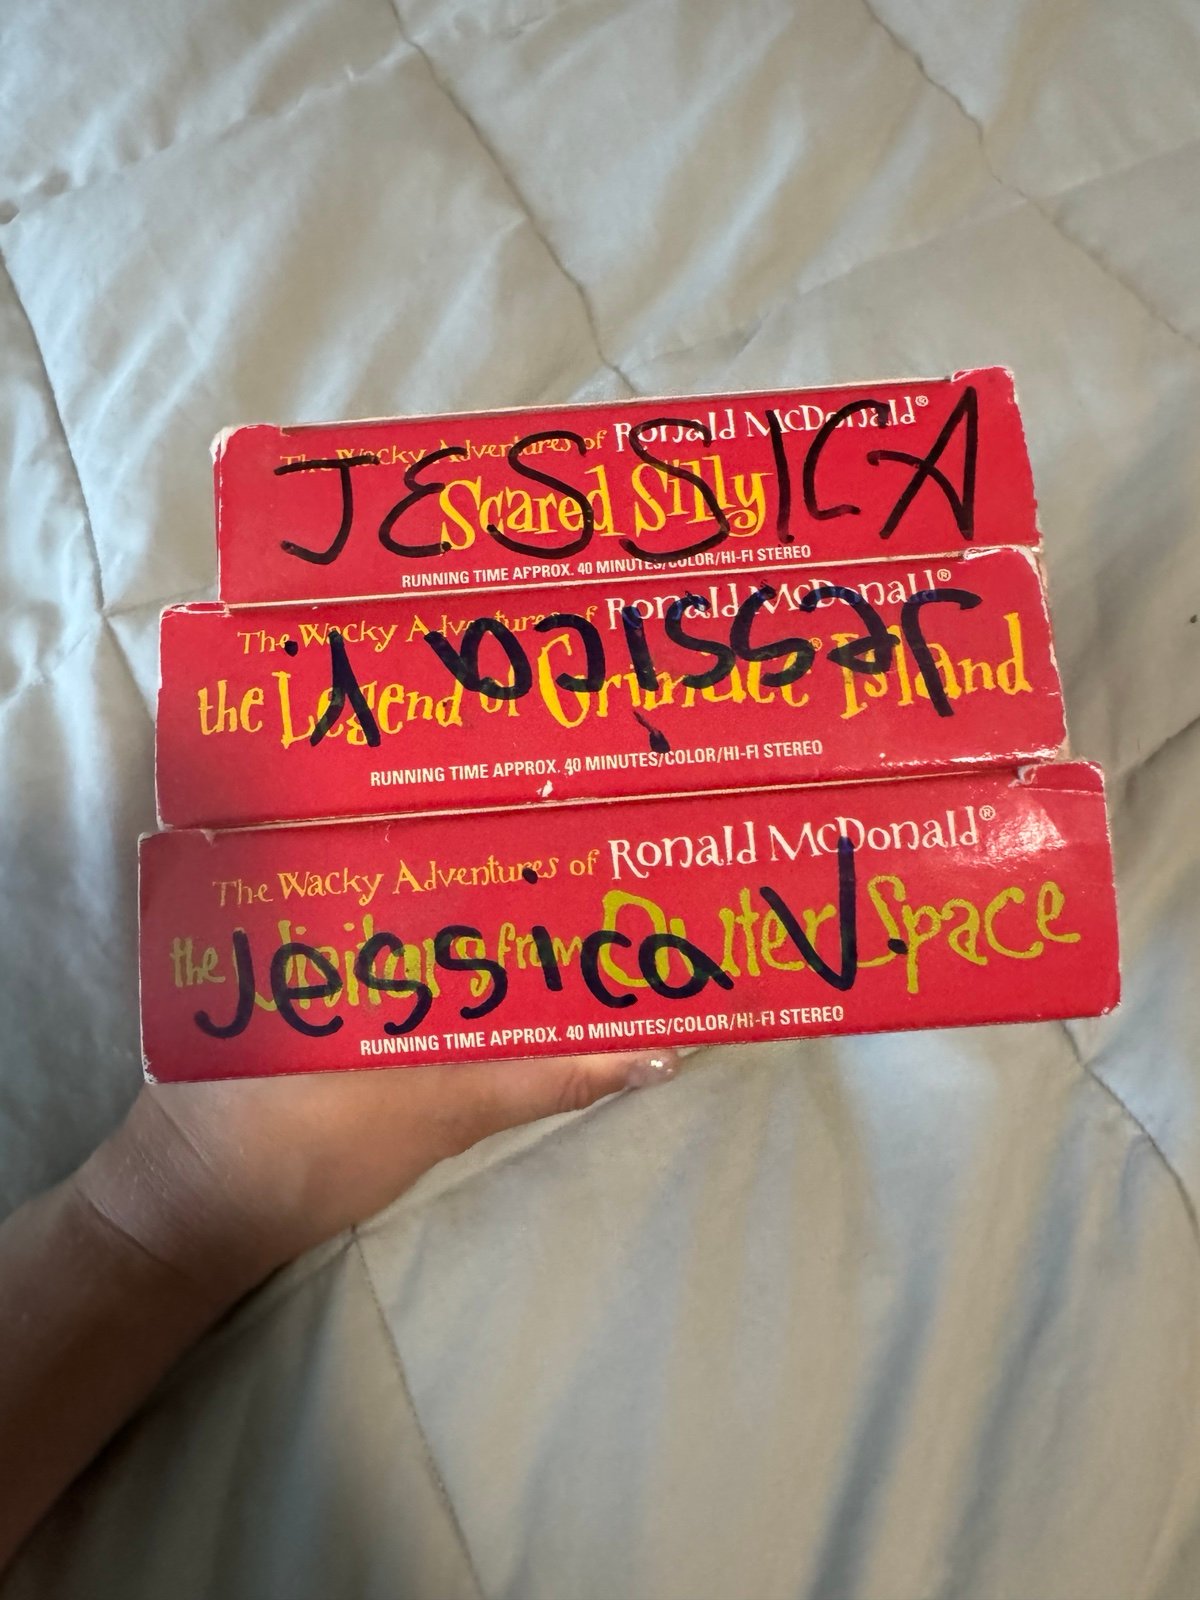 The Wacky Adventures of Ronald McDonald®
Scared Silly
JESSICA
RUNNING TIME APPROX. 40 MINUTES/COLOR/HI-FI STEREO
The Wacky Adventures of Ronald McDonald®
the Legend of Grimace® Island
Jessica V.
RUNNING TIME APPROX. 40 MINUTES/COLOR/HI-FI STEREO
The Wacky Adventures of Ronald McDonald®
the Visitors from Outer Space
Jessica V.
RUNNING TIME APPROX. 40 MINUTES/COLOR/HI-FI STEREO